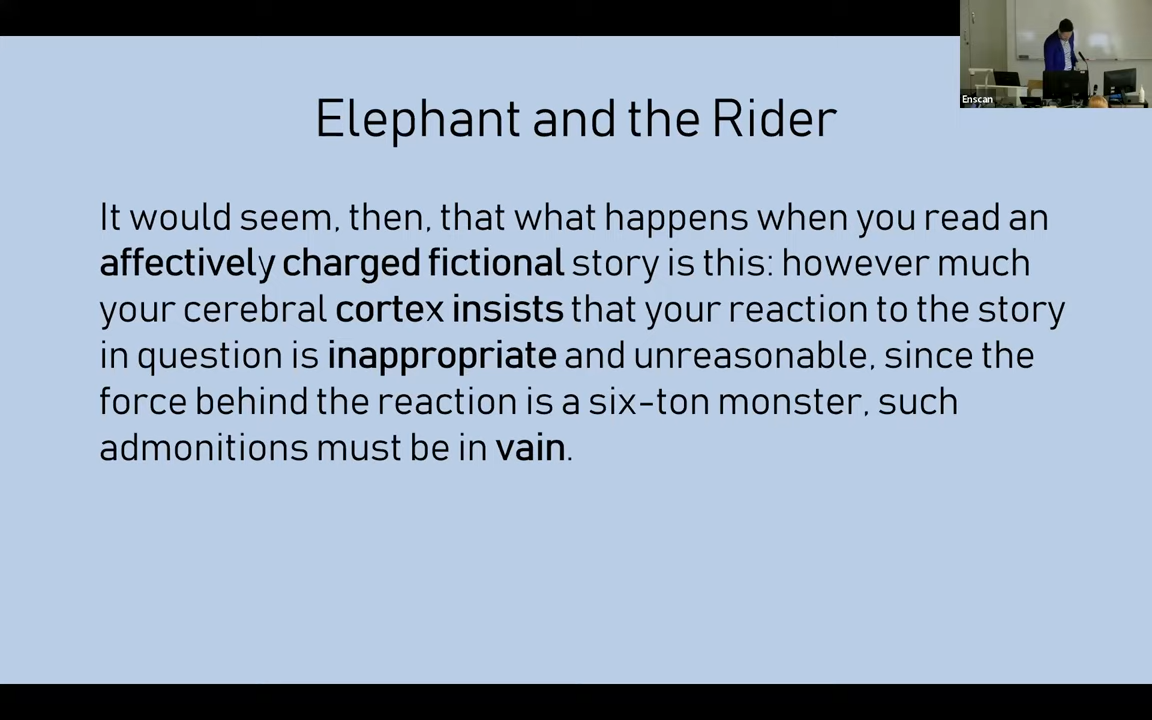 Enscan
Elephant and the Rider
It would seem, then, that what happens when you read an
affectively charged fictional story is this: however much
your cerebral cortex insists that your reaction to the story
in question is inappropriate and unreasonable, since the
force behind the reaction is a six-ton monster, such
admonitions must be in vain.